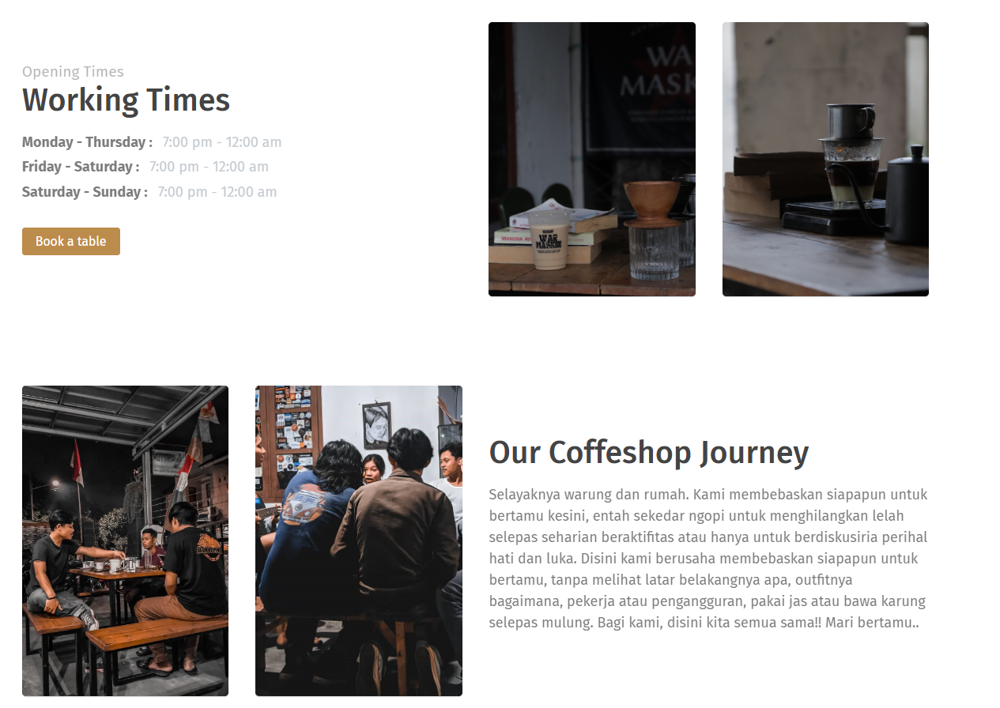 Opening Times
Working Times
Monday - Thursday : 7:00 pm - 12:00 am
Friday - Saturday : 7:00 pm - 12:00 am
Saturday - Sunday : 7:00 pm - 12:00 am
Book a table
WA
MASK
WAR
MASKIN
Our Coffeshop Journey
Selayaknya warung dan rumah. Kami membebaskan siapapun untuk
bertamu kesini, entah sekedar ngopi untuk menghilangkan lelah
selepas seharian beraktifitas atau hanya untuk berdiskusiria perihal
hati dan luka. Disini kami berusaha membebaskan siapapun untuk
bertamu, tanpa melihat latar belakangnya apa, outfitnya
bagaimana, pekerja atau pengangguran, pakai jas atau bawa karung
selepas mulung. Bagi kami, disini kita semua sama!! Mari bertamu..